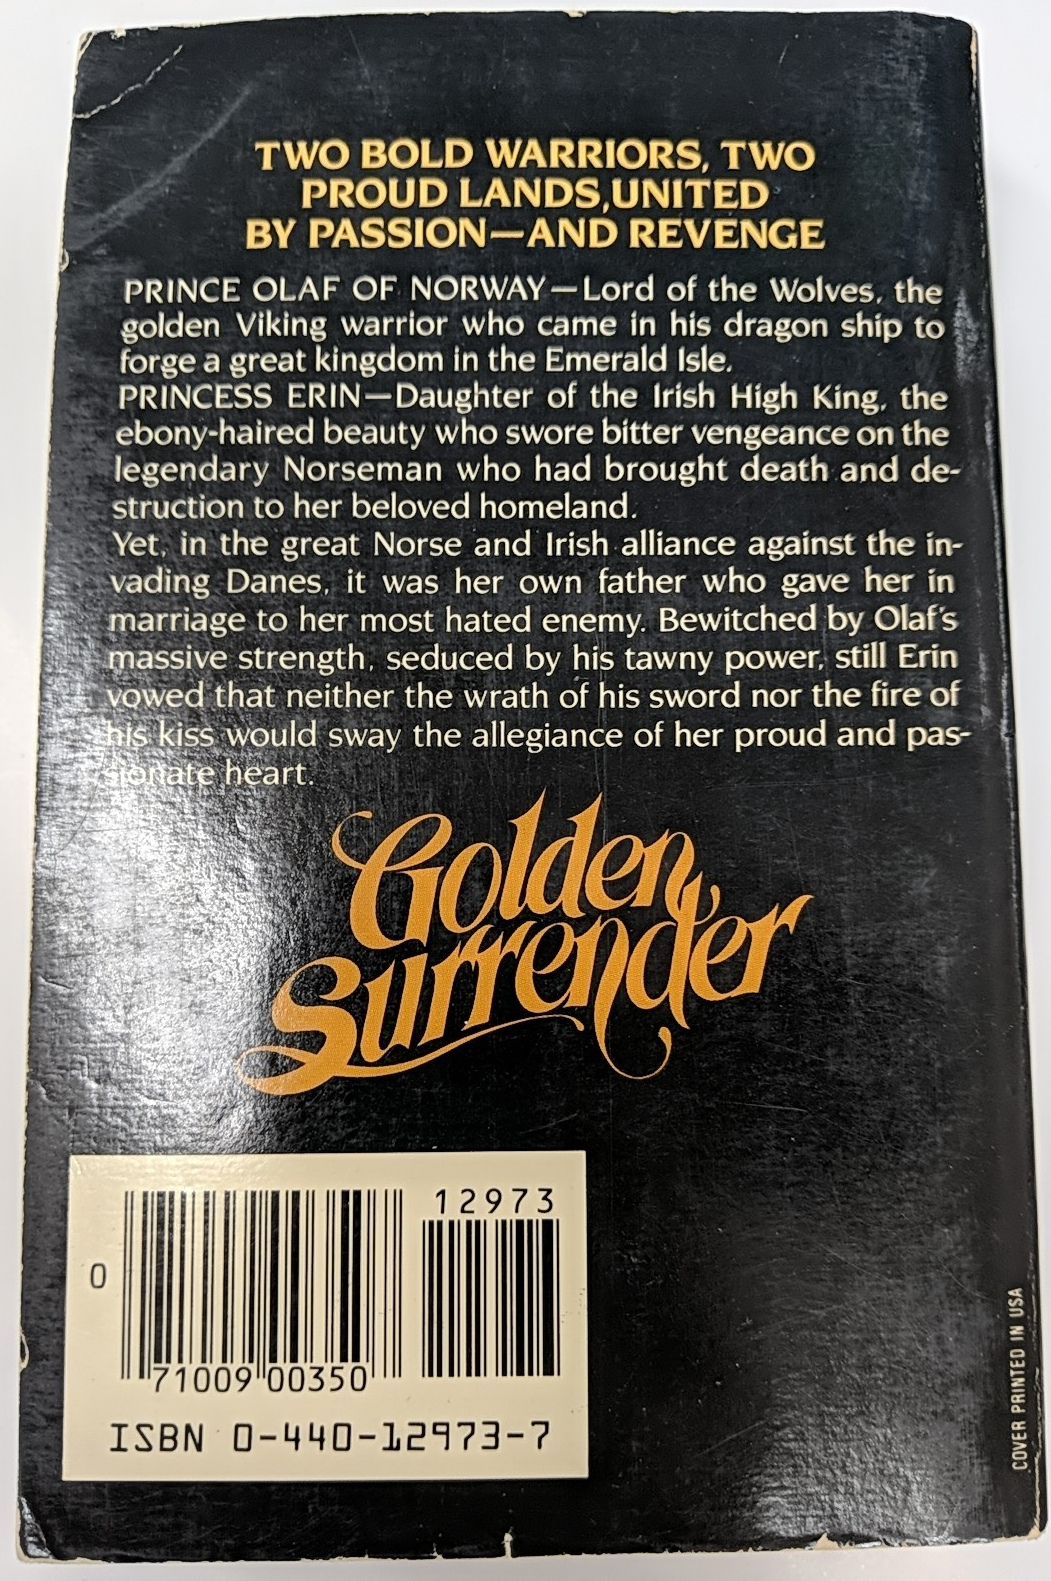 TWO BOLD WARRIORS, TWO
PROUD LANDS,UNITED
BY PASSION—AND REVENGE
PRINCE OLAF OF NORWAY—Lord of the Wolves, the
golden Viking warrior who came in his dragon ship to
forge a great kingdom in the Emerald Isle.
PRINCESS ERIN—Daughter of the Irish High King, the
ebony-haired beauty who swore bitter vengeance on the
legendary Norseman who had brought death and de-
struction to her beloved homeland.
Yet, in the great Norse and Irish alliance against the in-
vading Danes, it was her own father who gave her in
marriage to her most hated enemy. Bewitched by Olaf's
massive strength, seduced by his tawny power, still Erin
vowed that neither the wrath of his sword nor the fire of
his kiss would sway the allegiance of her proud and pas-
sionate heart.
Golden
Surrender
12973
0
71009 00350
ISBN 0-440-12973-7
COVER PRINTED IN USA